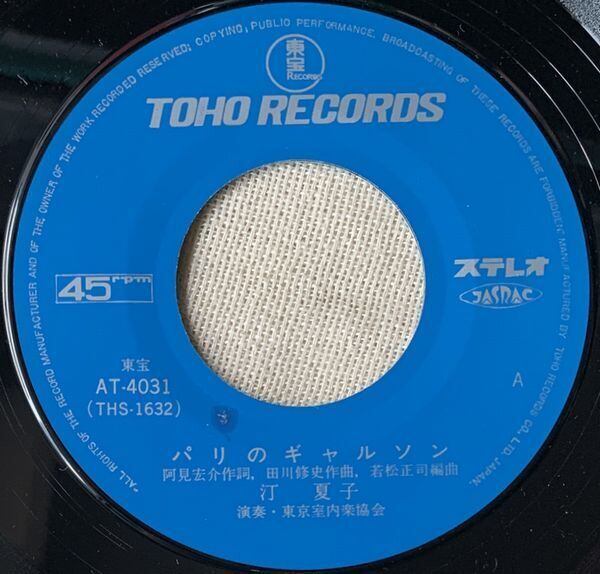 "ALL RIGHTS OF THE RECORD MANUFACTURER AND OF THE OWNER OF THE WORK RECORDED RESERVED; COPYING, PUBLIC PERFORMANCE, BROADCASTING OF THESE RECORDS ARE FORBIDDEN." MANUFACTURED BY TOHO RECORDS CO., LTD. JAPAN.
東宝
RECORDS
TOHO RECORDS
45rpm
ステレオ
JASRAC
東宝
AT-4031
(THS-1632)
A
パリのギャルソン
阿見宏介作詞, 田川修史作曲, 若松正司編曲
汀 夏子
演奏・東京室内楽協会